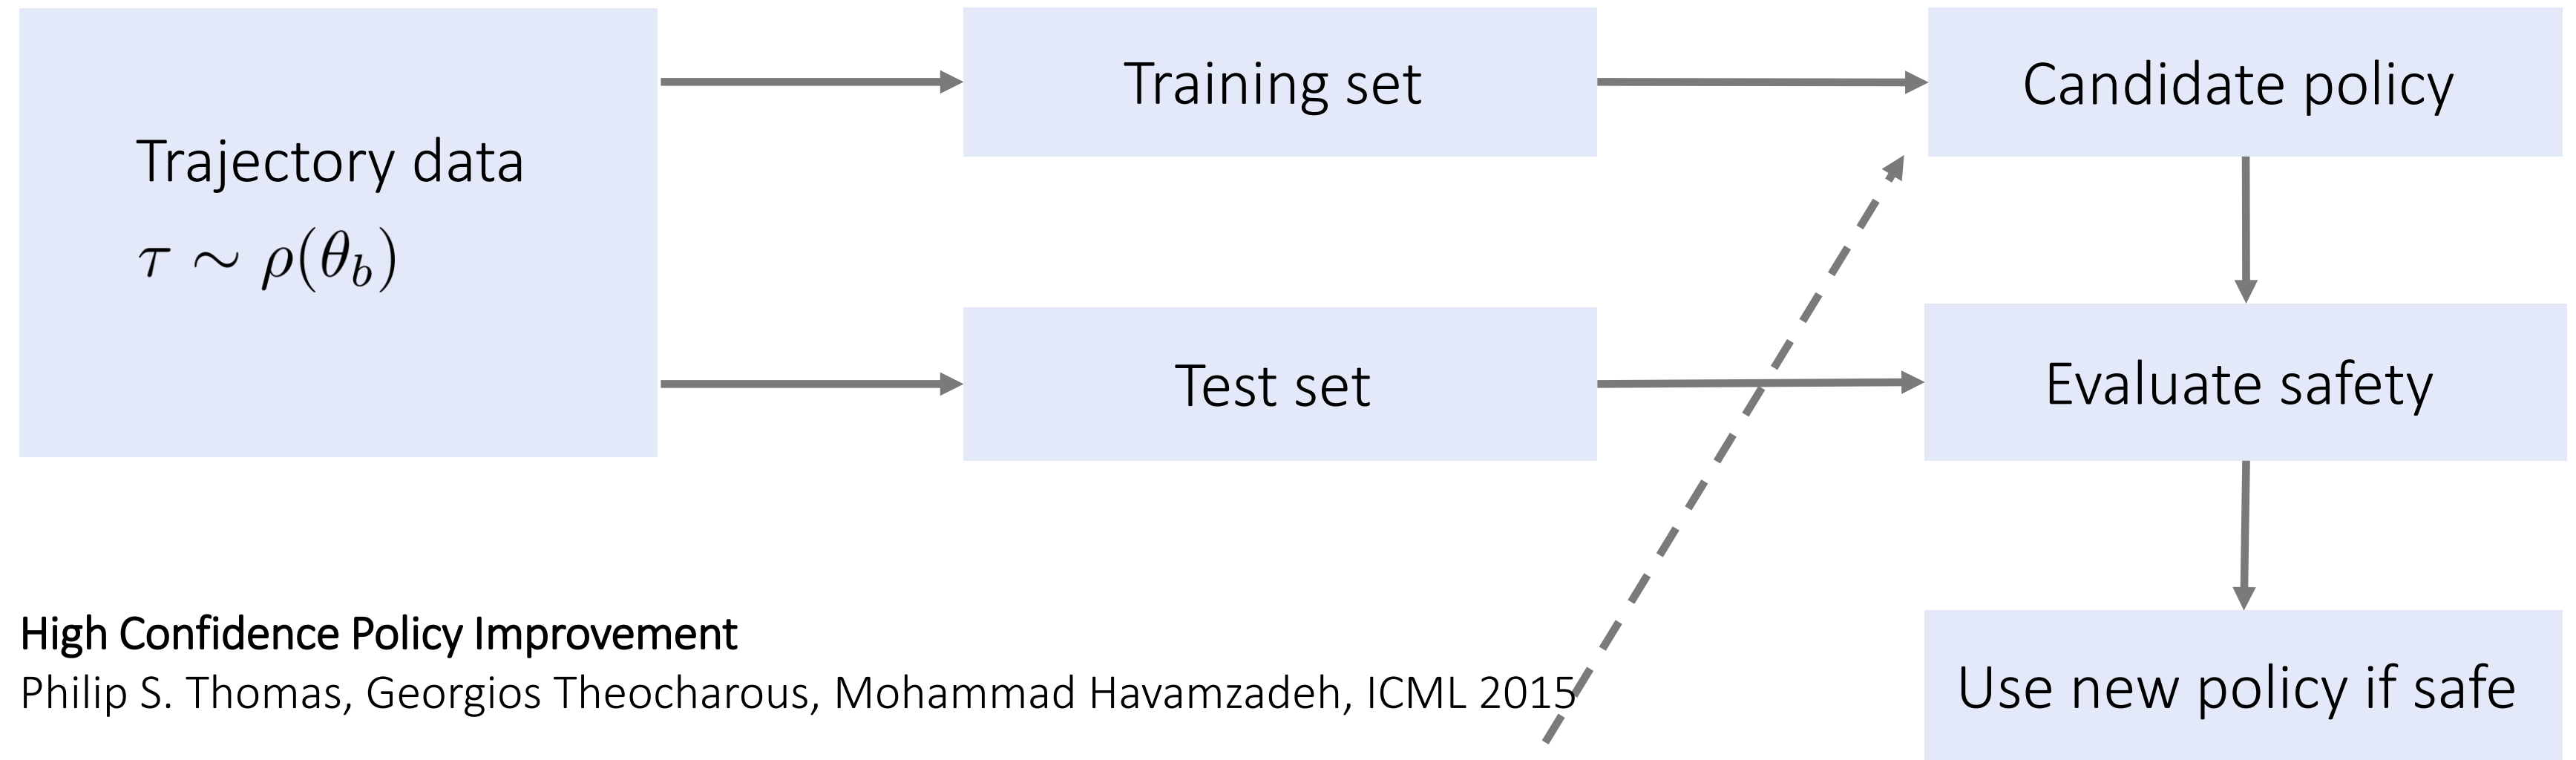 Trajectory data
τ ∼ ρ(θ_b)
Training set
Candidate policy
Test set
Evaluate safety
Use new policy if safe
High Confidence Policy Improvement
Philip S. Thomas, Georgios Theocharous, Mohammad Havamzadeh, ICML 2015